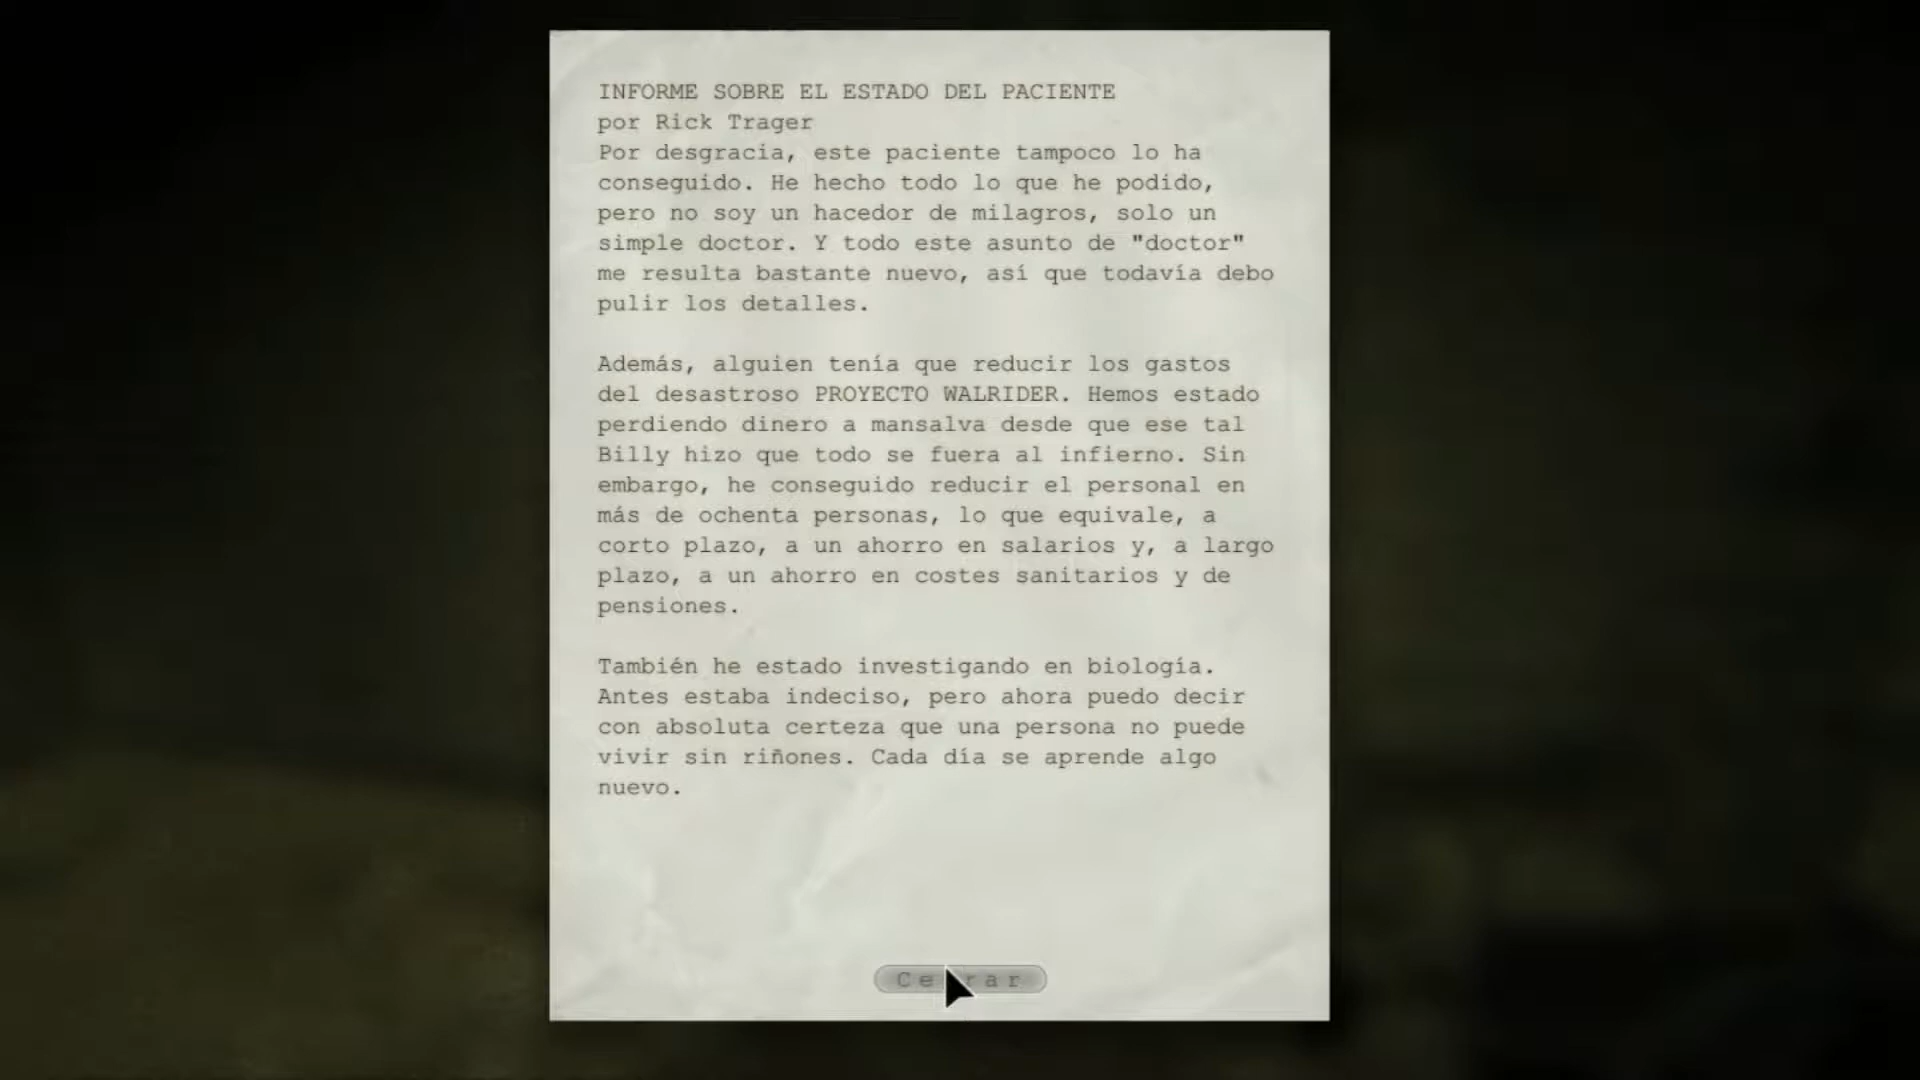 INFORME SOBRE EL ESTADO DEL PACIENTE
por Rick Trager
Por desgracia, este paciente tampoco lo ha
conseguido. He hecho todo lo que he podido,
pero no soy un hacedor de milagros, solo un
simple doctor. Y todo este asunto de "doctor"
me resulta bastante nuevo, así que todavía debo
pulir los detalles.
Además, alguien tenía que reducir los gastos
del desastroso PROYECTO WALRIDER. Hemos estado
perdiendo dinero a mansalva desde que ese tal
Billy hizo que todo se fuera al infierno. Sin
embargo, he conseguido reducir el personal en
más de ochenta personas, lo que equivale, a
corto plazo, a un ahorro en salarios y, a largo
plazo, a un ahorro en costes sanitarios y de
pensiones.
También he estado investigando en biología.
Antes estaba indeciso, pero ahora puedo decir
con absoluta certeza que una persona no puede
vivir sin riñones. Cada día se aprende algo
nuevo.
Cerrar